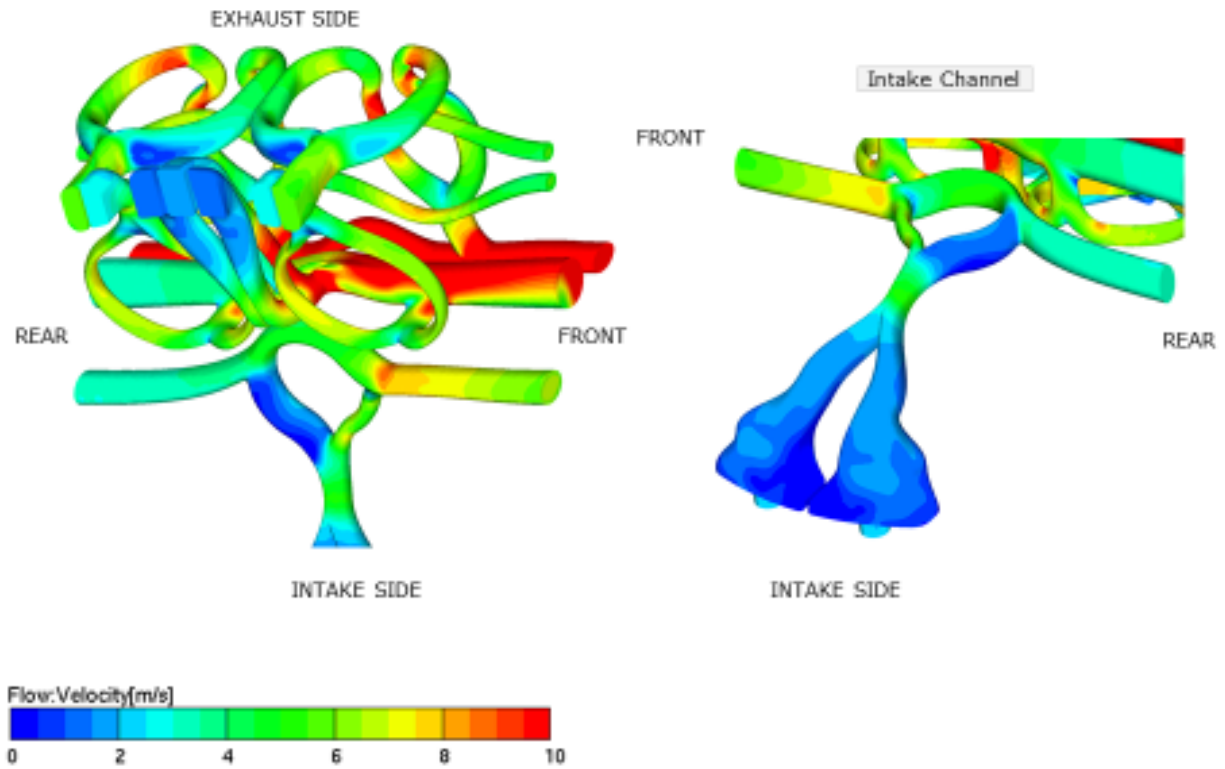 EXHAUST SIDE
Intake Channel
FRONT
REAR
FRONT
REAR
INTAKE SIDE
INTAKE SIDE
Flow:Velocity[m/s]
0 2 4 6 8 10